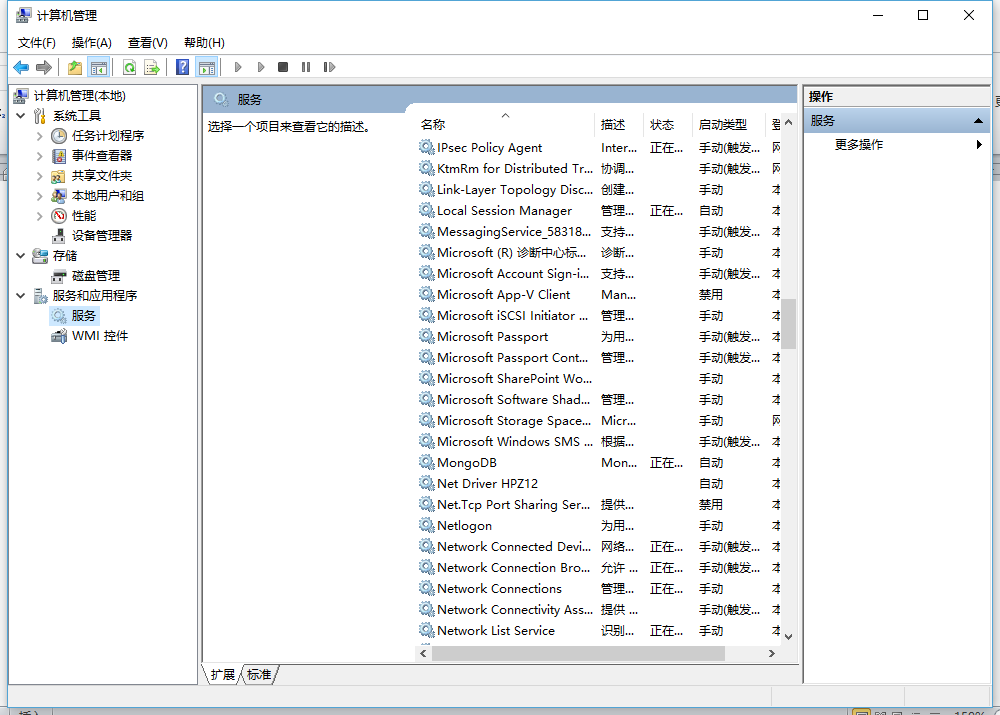 计算机管理
文件(F) 操作(A) 查看(V) 帮助(H)
计算机管理(本地)
系统工具
任务计划程序
事件查看器
共享文件夹
本地用户和组
性能
设备管理器
存储
磁盘管理
服务和应用程序
服务
WMI 控件
服务
选择一个项目来查看它的描述。
名称 描述 状态 启动类型
IPsec Policy Agent Inter... 正在... 手动(触发... 网
KtmRm for Distributed Tr... 协调... 手动(触发... 网
Link-Layer Topology Disc... 创建... 手动 本
Local Session Manager 管理... 正在... 自动 本
MessagingService_58318... 支持... 手动(触发... 本
Microsoft (R) 诊断中心标... 诊断... 手动 本
Microsoft Account Sign-i... 支持... 手动(触发... 本
Microsoft App-V Client Man... 禁用 本
Microsoft iSCSI Initiator ... 管理... 手动 本
Microsoft Passport 为用... 手动(触发... 本
Microsoft Passport Cont... 管理... 手动(触发... 本
Microsoft SharePoint Wo... 手动 本
Microsoft Software Shad... 管理... 手动 本
Microsoft Storage Space... Micr... 手动 网
Microsoft Windows SMS ... 根据... 手动(触发... 本
MongoDB Mon... 正在... 自动 本
Net Driver HPZ12 自动 本
Net.Tcp Port Sharing Ser... 提供... 禁用 本
Netlogon 为用... 手动 本
Network Connected Devi... 网络... 正在... 手动(触发... 本
Network Connection Bro... 允许 ... 正在... 手动(触发... 本
Network Connections 管理... 正在... 手动 本
Network Connectivity Ass... 提供 ... 手动(触发... 本
Network List Service 识别... 正在... 手动 本
扩展 标准
操作
服务
更多操作